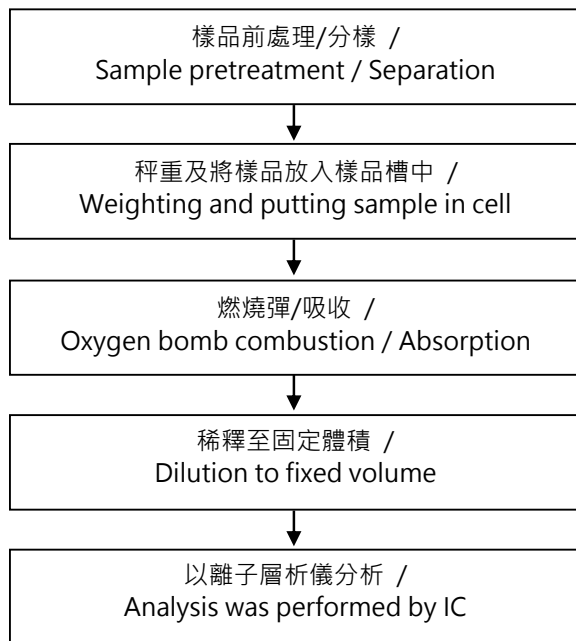 樣品前處理/分樣 /
Sample pretreatment / Separation
秤重及將樣品放入樣品槽中 /
Weighting and putting sample in cell
燃燒彈/吸收 /
Oxygen bomb combustion / Absorption
稀釋至固定體積 /
Dilution to fixed volume
以離子層析儀分析 /
Analysis was performed by IC